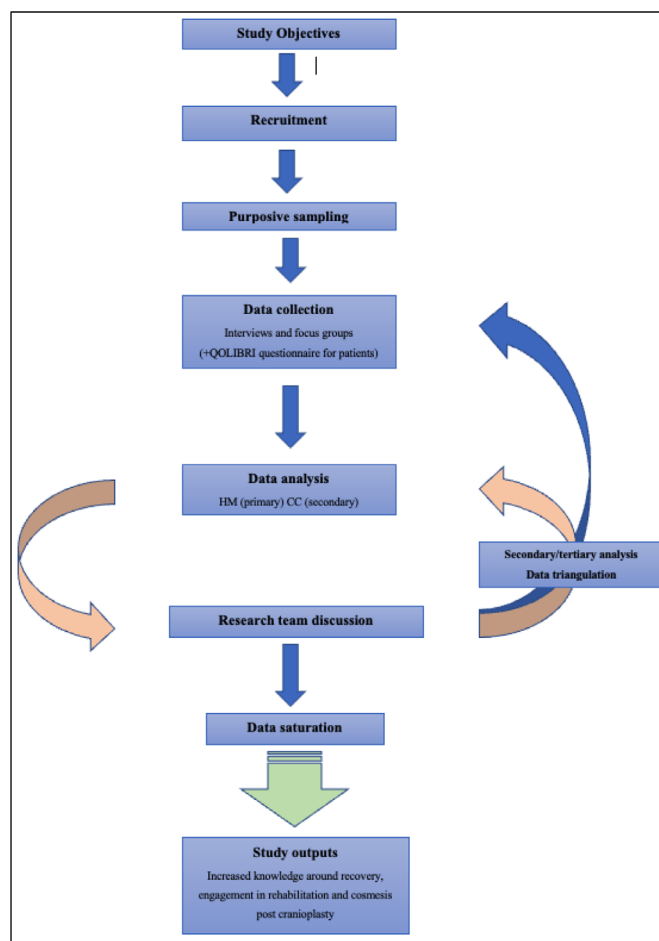 Study Objectives
Recruitment
Purposive sampling
Data collection
Interviews and focus groups
(+QOLIBRI questionnaire for patients)
Data analysis
HM (primary) CC (secondary)
Secondary/tertiary analysis
Data triangulation
Research team discussion
Data saturation
Study outputs
Increased knowledge around recovery,
engagement in rehabilitation and cosmesis
post cranioplasty